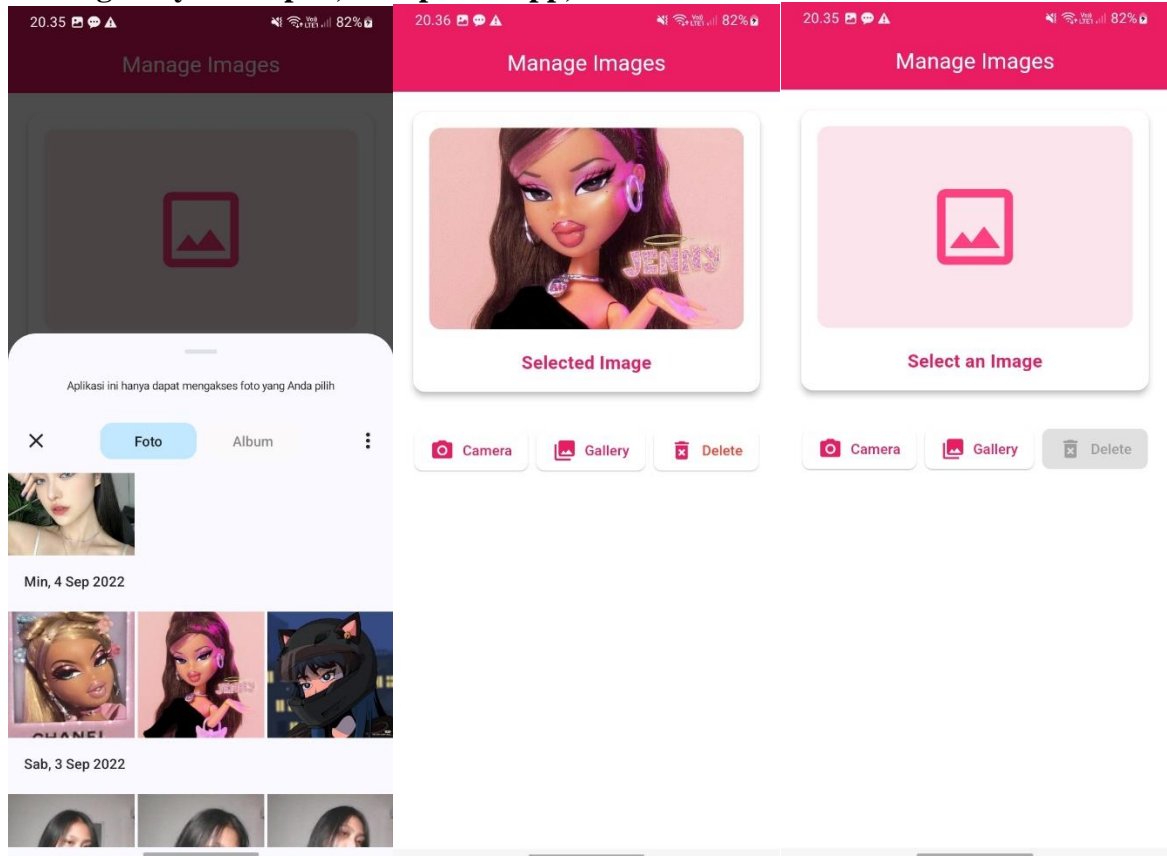 20.35 82%
Manage Images
Aplikasi ini hanya dapat mengakses foto yang Anda pilih
Foto Album
Min, 4 Sep 2022
CHANEL
Sab, 3 Sep 2022
20.36 82%
Manage Images
JENNY
Selected Image
Camera Gallery Delete
20.35 82%
Manage Images
Select an Image
Camera Gallery Delete